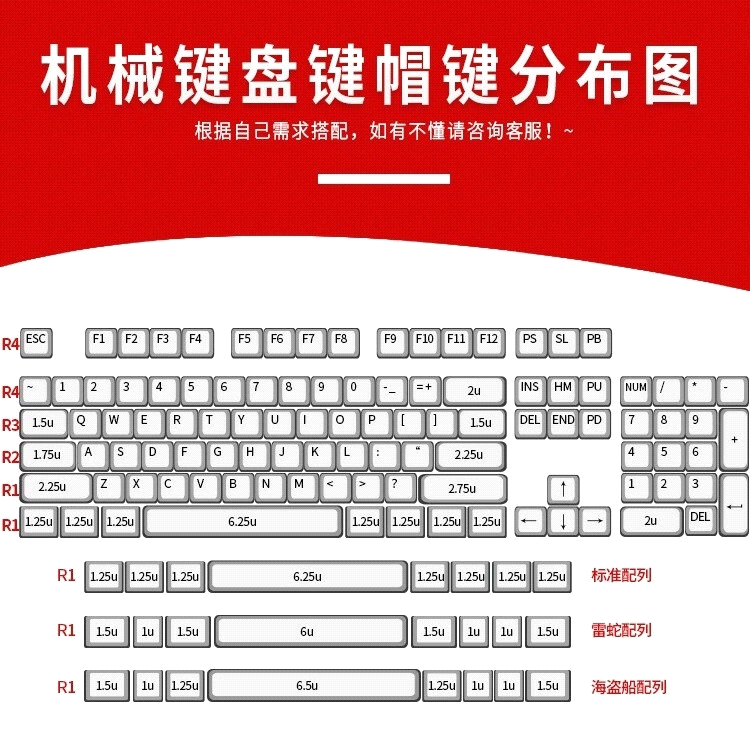 机械键盘键帽键分布图
根据自己需求搭配，如有不懂请咨询客服！~
R4 ESC F1 F2 F3 F4 F5 F6 F7 F8 F9 F10 F11 F12 PS SL PB
R4 ~ 1 2 3 4 5 6 7 8 9 0 -_ =+ 2u INS HM PU NUM / * -
R3 1.5u Q W E R T Y U I O P [ ] 1.5u DEL END PD 7 8 9 +
R2 1.75u A S D F G H J K L : “ 2.25u 4 5 6
R1 2.25u Z X C V B N M < > ? 2.75u ↑ 1 2 3 ↵
R1 1.25u 1.25u 1.25u 6.25u 1.25u 1.25u 1.25u 1.25u ← ↓ → 2u DEL
R1 1.25u 1.25u 1.25u 6.25u 1.25u 1.25u 1.25u 1.25u 标准配列
R1 1.5u 1u 1.5u 6u 1.5u 1u 1u 1.5u 雷蛇配列
R1 1.5u 1u 1.25u 6.5u 1.25u 1u 1u 1.5u 海盗船配列